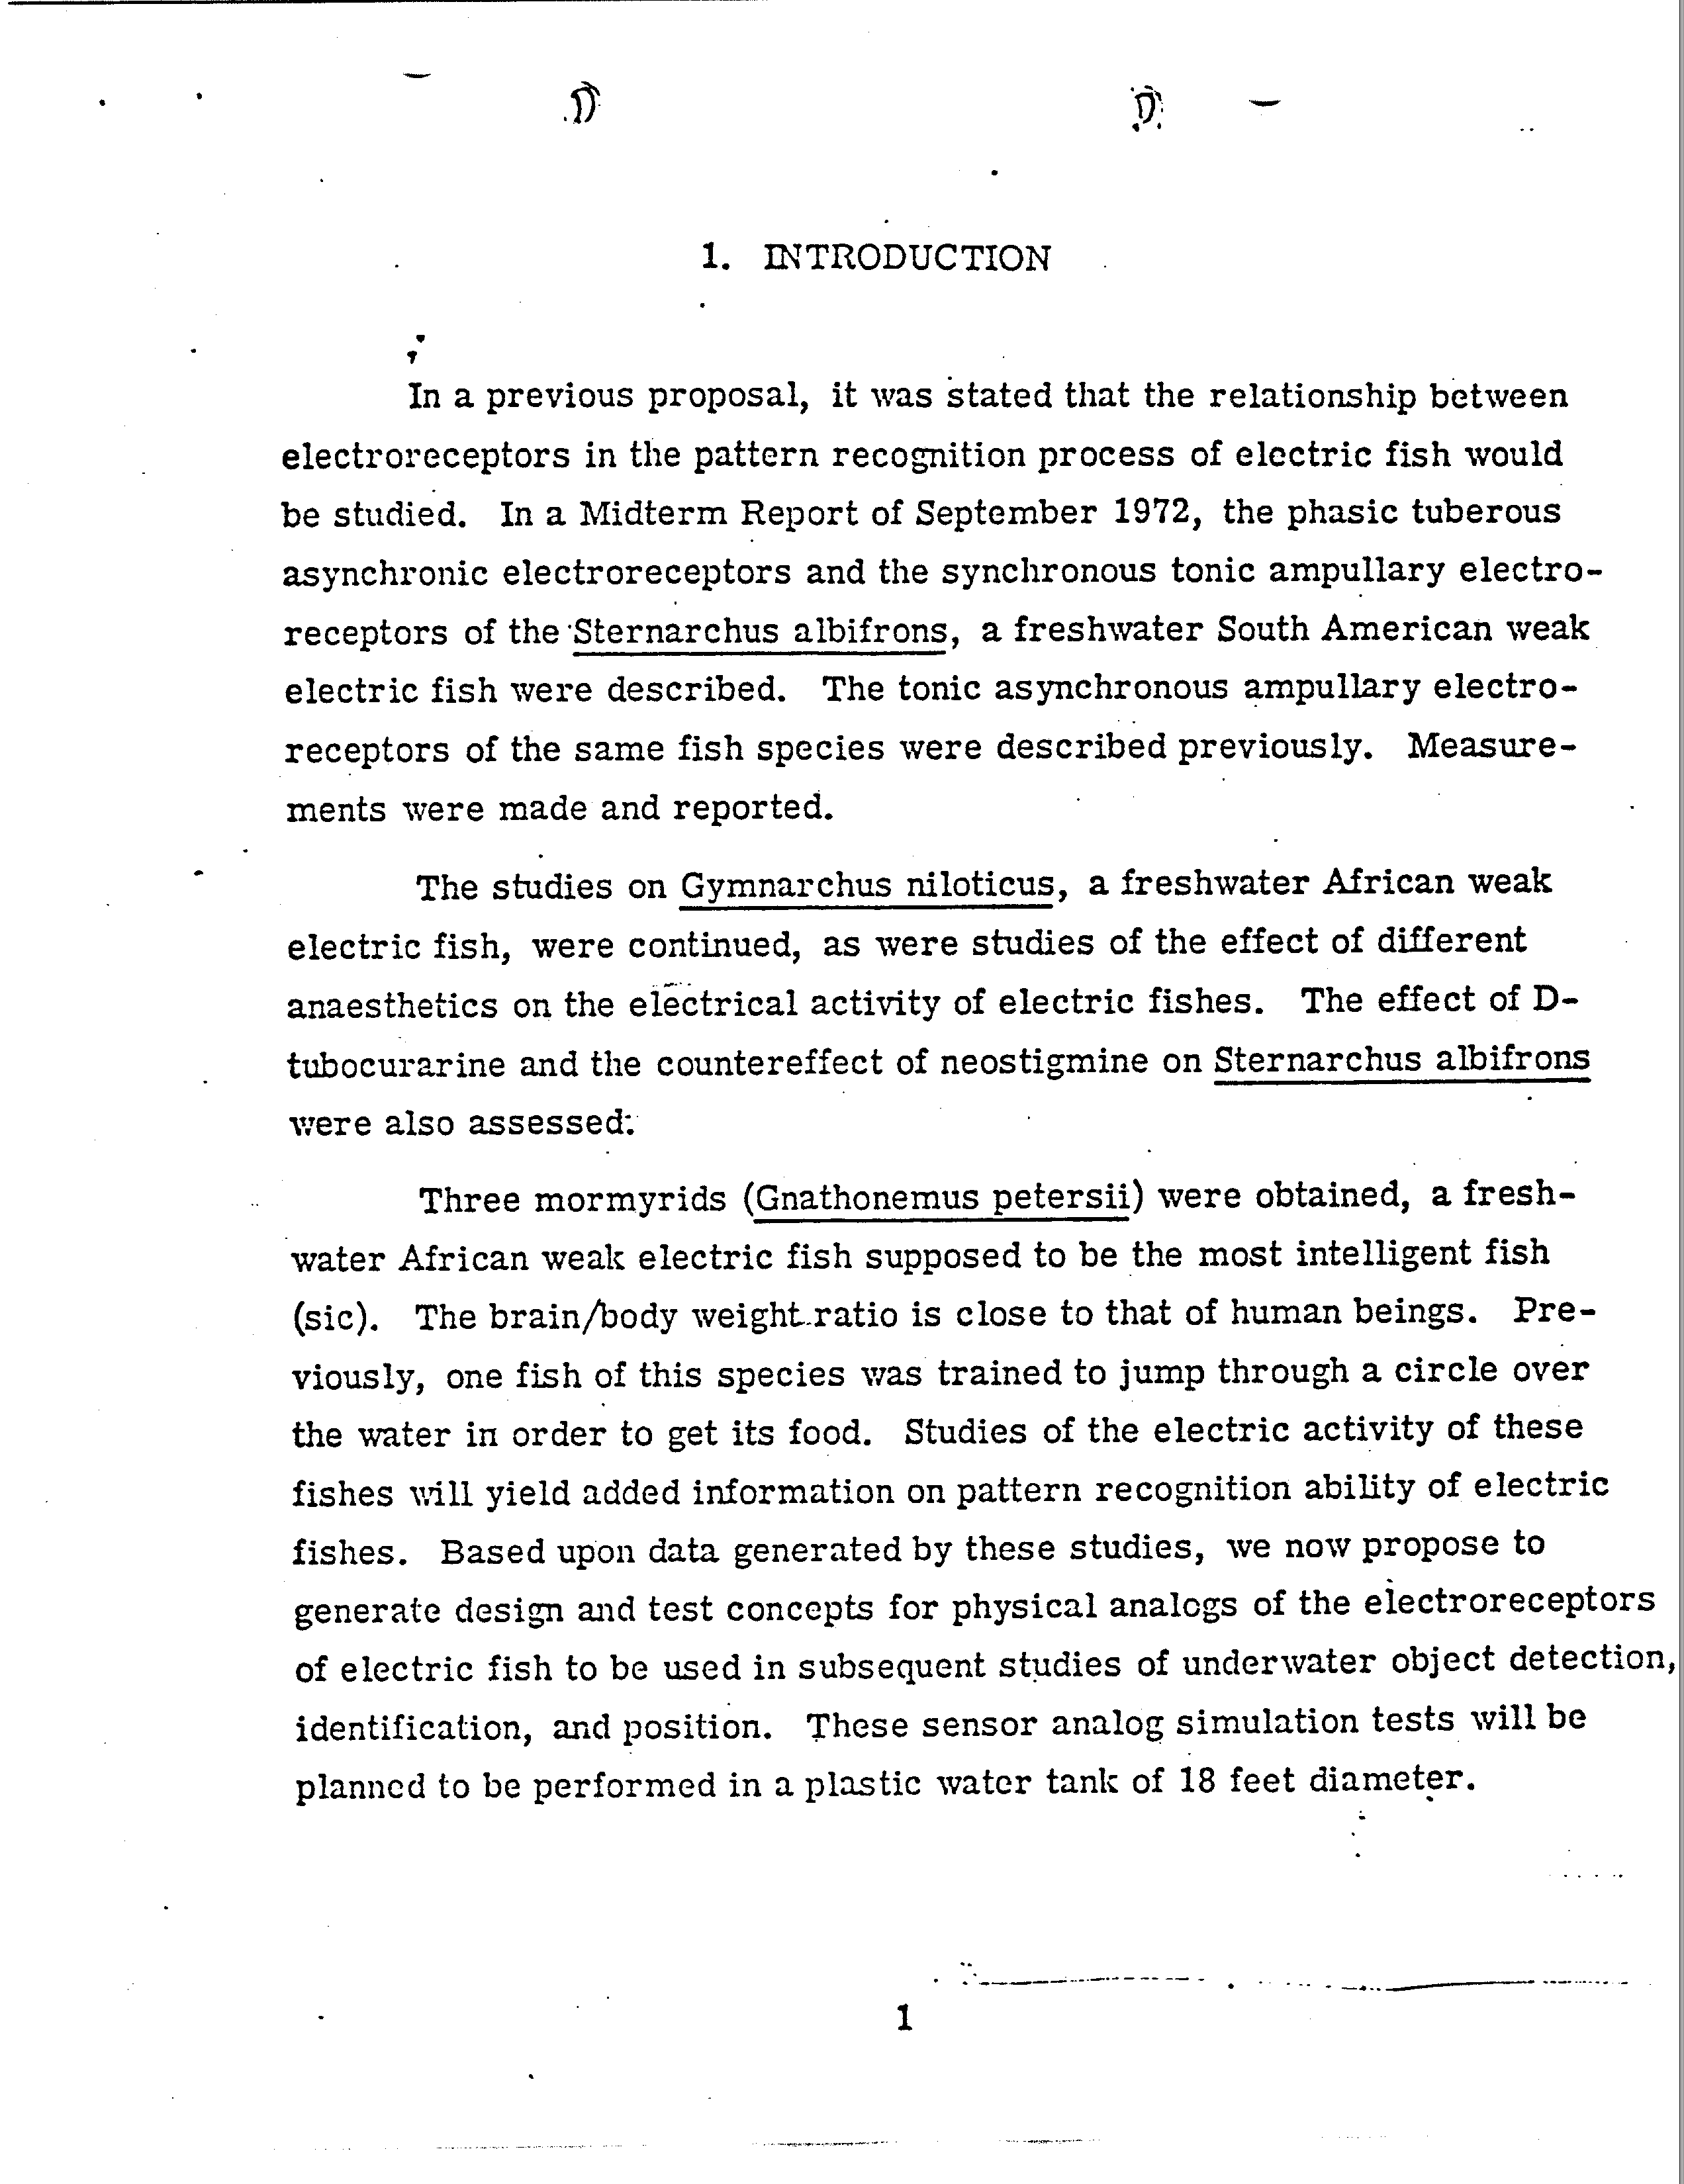 1. INTRODUCTION
In a previous proposal, it was stated that the relationship between
electroreceptors in the pattern recognition process of electric fish would
be studied. In a Midterm Report of September 1972, the phasic tuberous
asynchronic electroreceptors and the synchronous tonic ampullary electro-
receptors of the Sternarchus albifrons, a freshwater South American weak
electric fish were described. The tonic asynchronous ampullary electro-
receptors of the same fish species were described previously. Measure-
ments were made and reported.
The studies on Gymnarchus niloticus, a freshwater African weak
electric fish, were continued, as were studies of the effect of different
anaesthetics on the electrical activity of electric fishes. The effect of D-
tubocurarine and the countereffect of neostigmine on Sternarchus albifrons
were also assessed.
Three mormyrids (Gnathonemus petersii) were obtained, a fresh-
water African weak electric fish supposed to be the most intelligent fish
(sic). The brain/body weight ratio is close to that of human beings. Pre-
viously, one fish of this species was trained to jump through a circle over
the water in order to get its food. Studies of the electric activity of these
fishes will yield added information on pattern recognition ability of electric
fishes. Based upon data generated by these studies, we now propose to
generate design and test concepts for physical analogs of the electroreceptors
of electric fish to be used in subsequent studies of underwater object detection,
identification, and position. These sensor analog simulation tests will be
planned to be performed in a plastic water tank of 18 feet diameter.
1